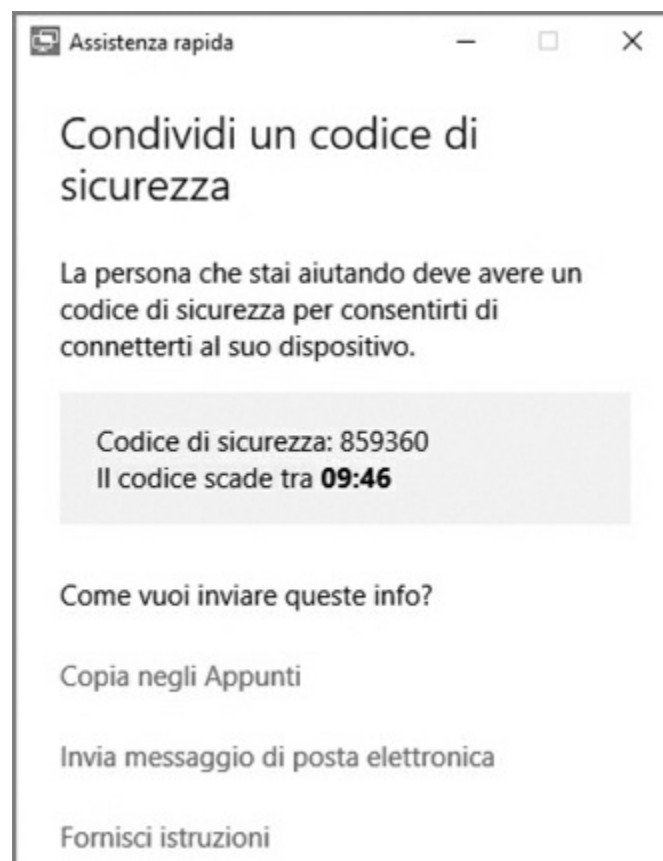 Assistenza rapida
Condividi un codice di
sicurezza
La persona che stai aiutando deve avere un
codice di sicurezza per consentirti di
connetterti al suo dispositivo.
Codice di sicurezza: 859360
Il codice scade tra 09:46
Come vuoi inviare queste info?
Copia negli Appunti
Invia messaggio di posta elettronica
Fornisci istruzioni